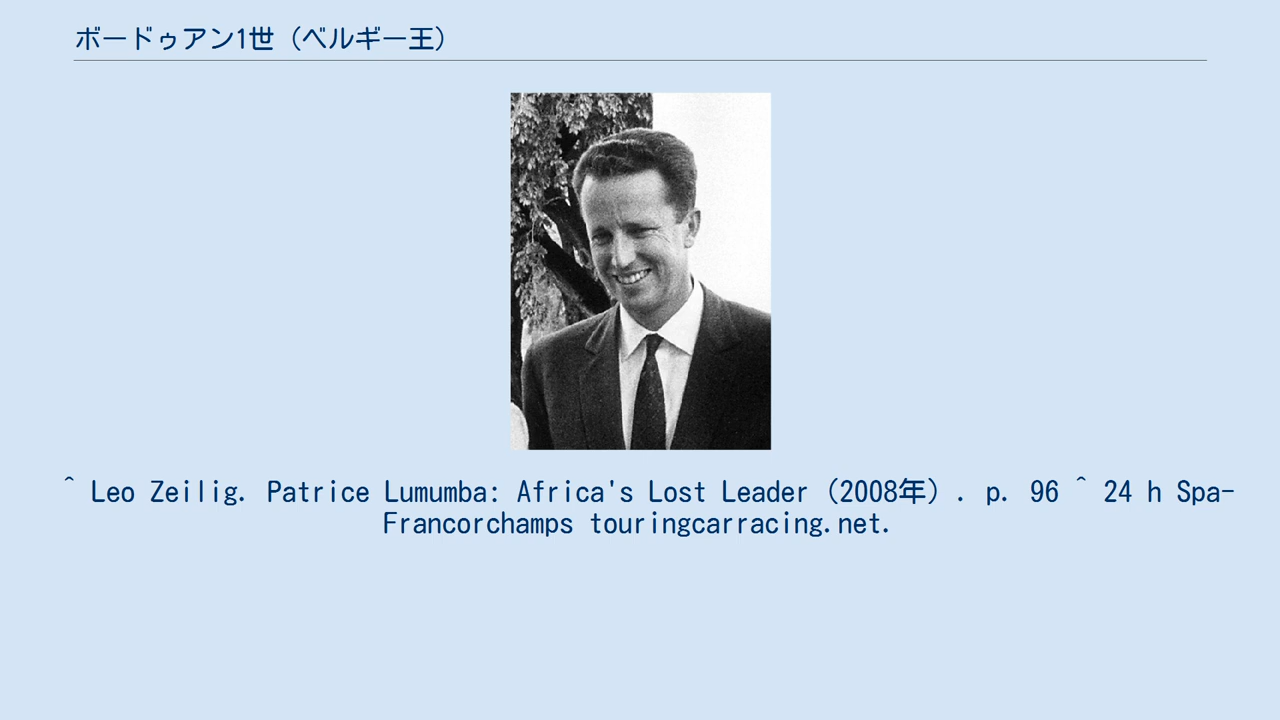 ボードゥアン1世（ベルギー王）
^ Leo Zeilig. Patrice Lumumba: Africa's Lost Leader（2008年）. p. 96 ^ 24 h Spa-
Francorchamps touringcarracing.net.